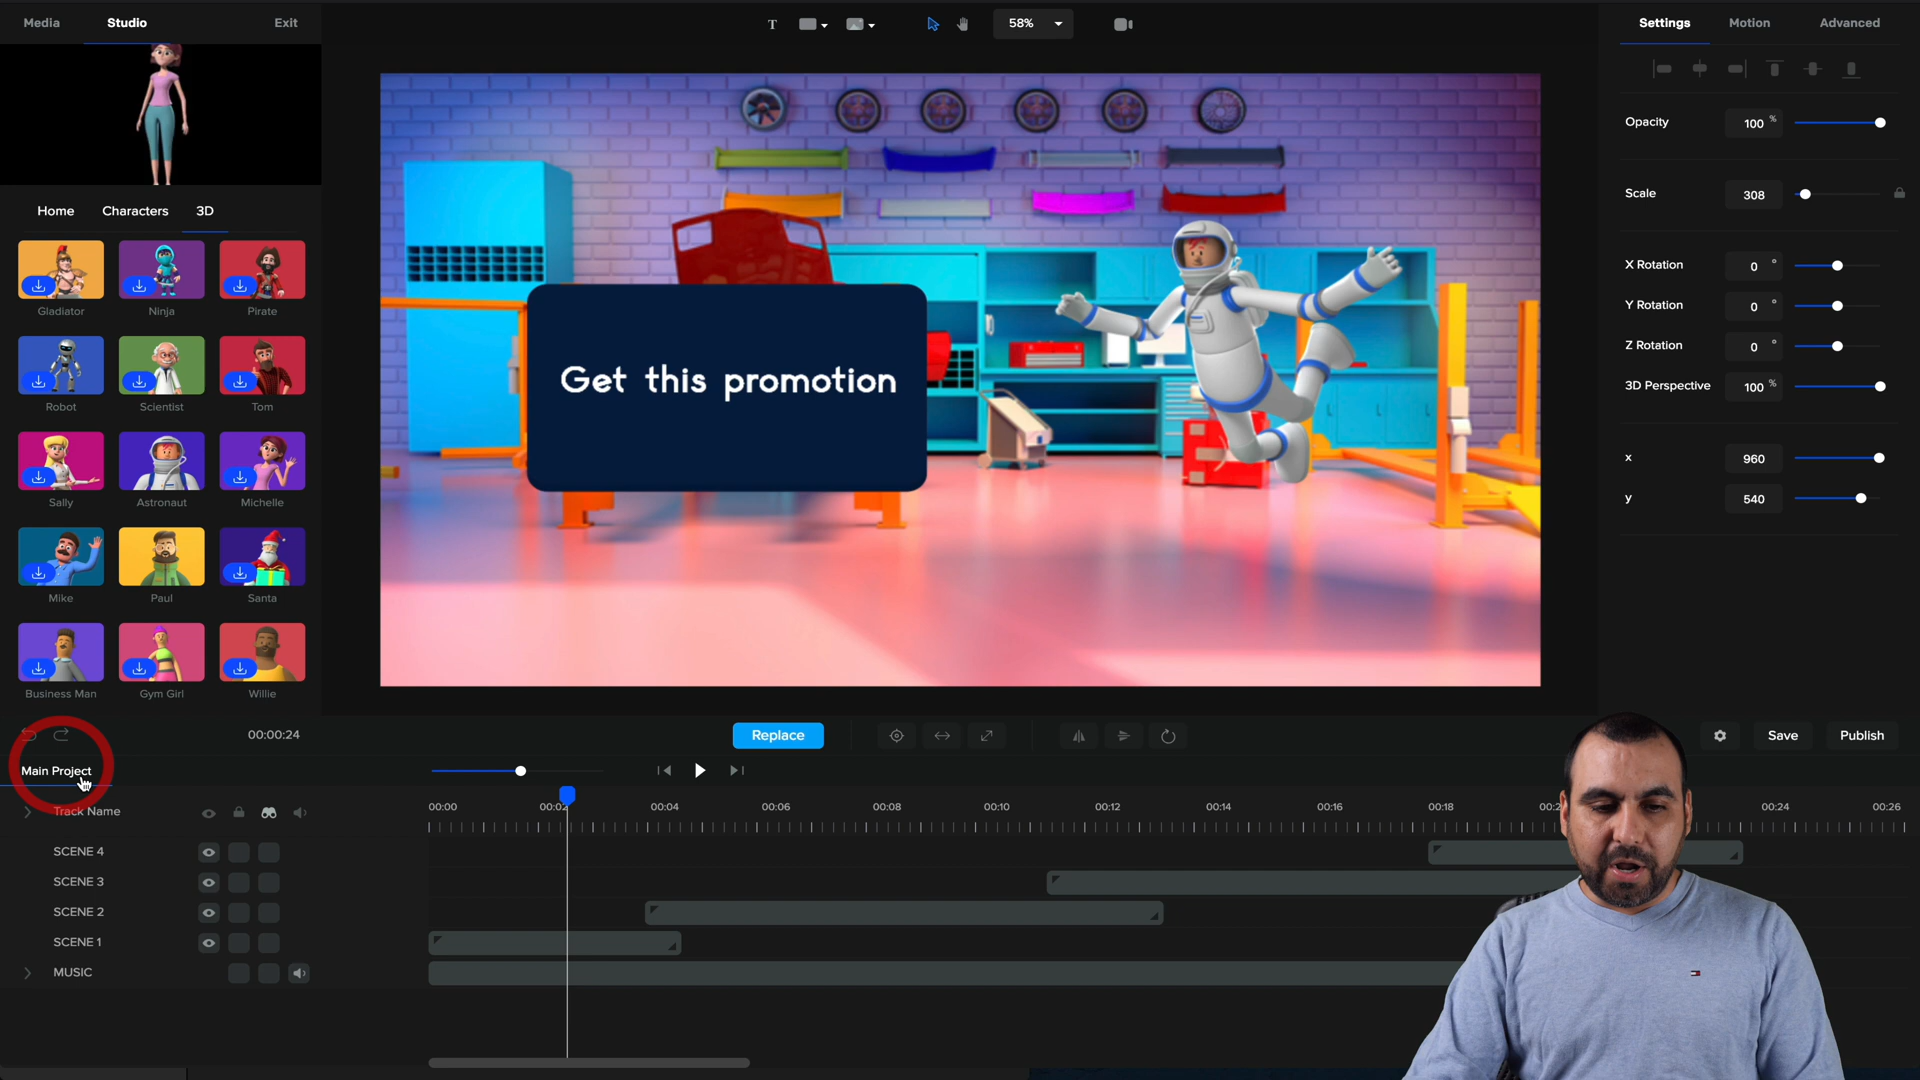 Media Studio Exit
T 58%
Settings Motion Advanced
Opacity 100 %
Scale 308
X Rotation 0 °
Y Rotation 0 °
Z Rotation 0 °
3D Perspective 100 %
x 960
y 540
Home Characters 3D
Gladiator Ninja Pirate
Robot Scientist Tom
Sally Astronaut Michelle
Mike Paul Santa
Business Man Gym Girl Willie
Get this promotion
00:00:24
Replace
Save Publish
Main Project
Track Name
00:00 00:02 00:04 00:06 00:08 00:10 00:12 00:14 00:16 00:18 00:24 00:26
SCENE 4
SCENE 3
SCENE 2
SCENE 1
MUSIC